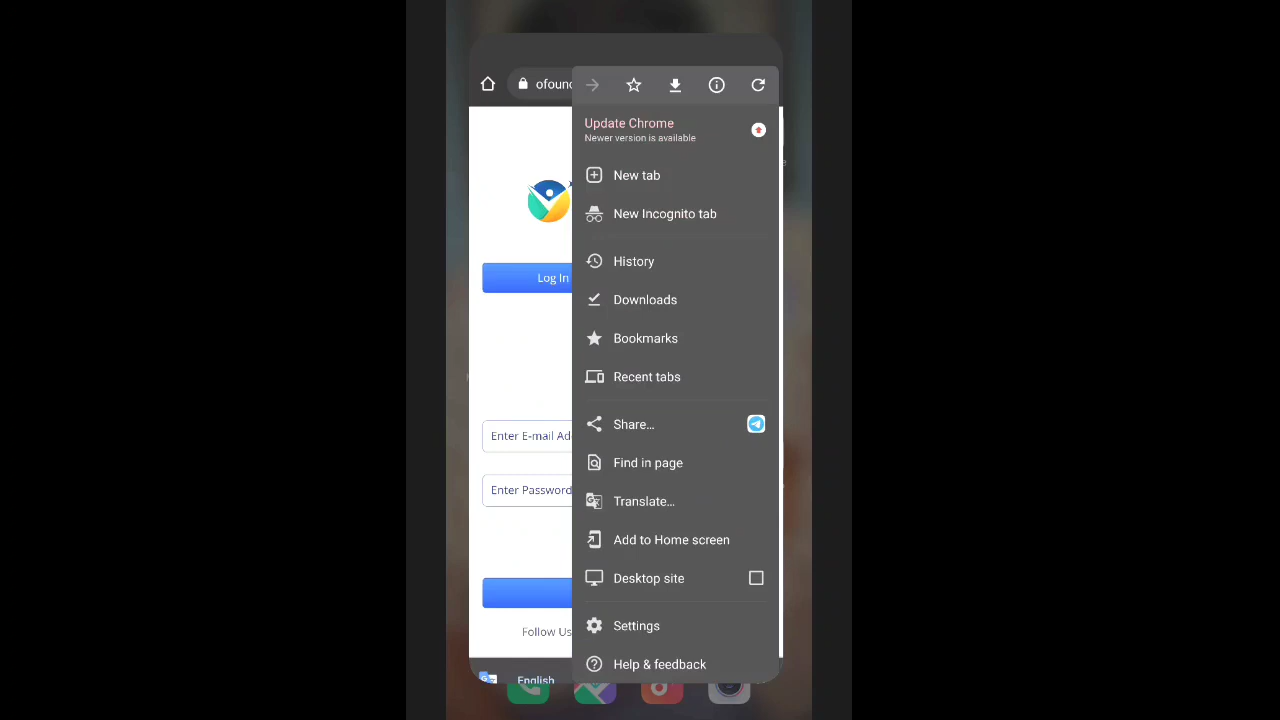 ofound
Update Chrome
Newer version is available
New tab
New Incognito tab
History
Log In
Downloads
Bookmarks
Recent tabs
Share...
Enter E-mail Ad
Find in page
Enter Password
Translate...
Add to Home screen
Desktop site
Settings
Follow Us
Help & feedback
English